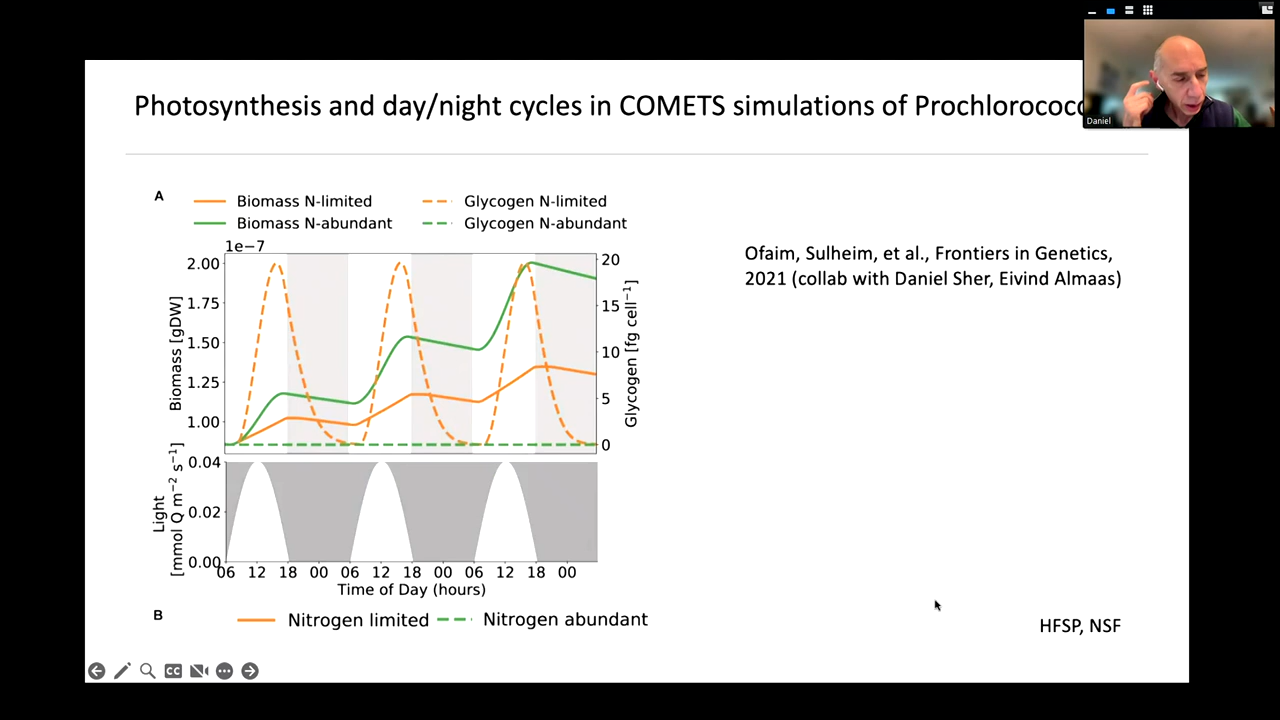 Daniel
Photosynthesis and day/night cycles in COMETS simulations of Prochlorococ
A
Biomass N-limited
Glycogen N-limited
Biomass N-abundant
Glycogen N-abundant
1e−7
2.00
1.75
1.50
1.25
1.00
Biomass [gDW]
20
15
10
5
0
Glycogen [fg cell⁻¹]
Ofaim, Sulheim, et al., Frontiers in Genetics,
2021 (collab with Daniel Sher, Eivind Almaas)
0.04
0.02
0.00
Light
[mmol Q m⁻² s⁻¹]
06 12 18 00 06 12 18 00 06 12 18 00
Time of Day (hours)
B
Nitrogen limited
Nitrogen abundant
HFSP, NSF
CC